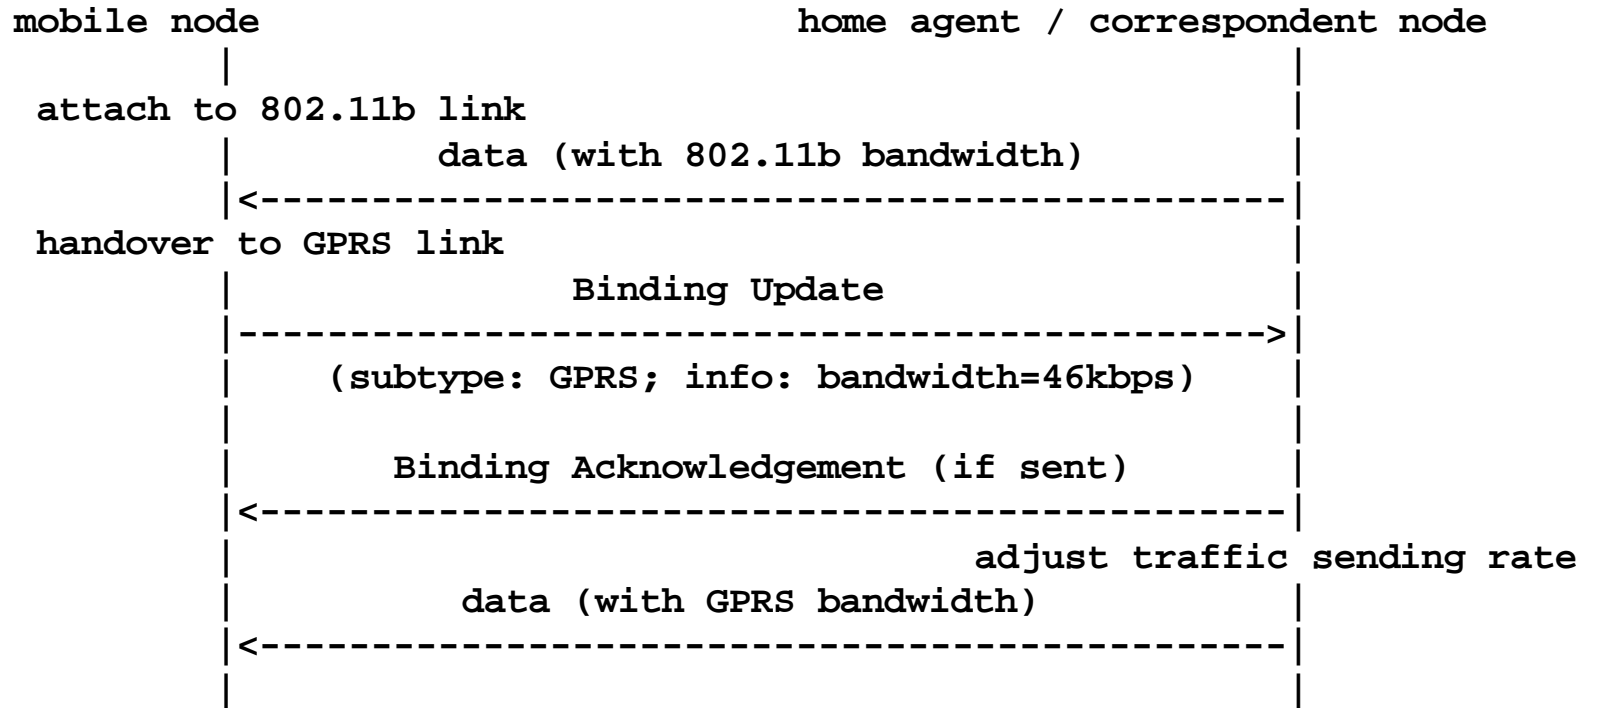 mobile node home agent / correspondent node
attach to 802.11b link
data (with 802.11b bandwidth)
handover to GPRS link
Binding Update
(subtype: GPRS; info: bandwidth=46kbps)
Binding Acknowledgement (if sent)
adjust traffic sending rate
data (with GPRS bandwidth)